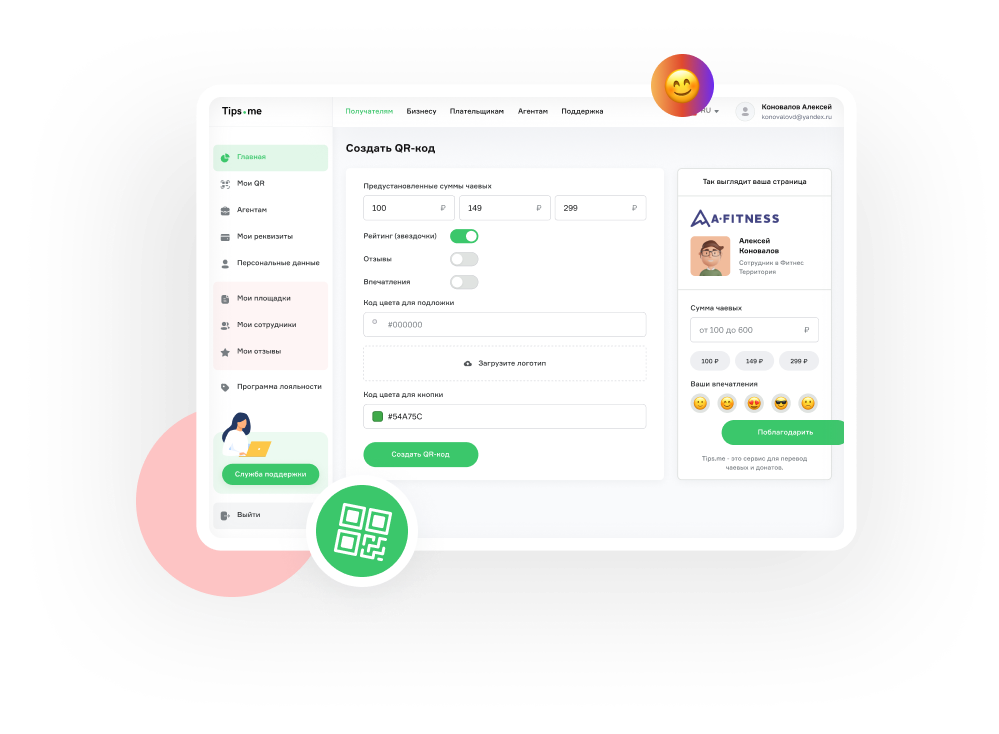 Tips.me
Получателям Бизнесу Плательщикам Агентам Поддержка
RU
Коновалов Алексей
konovalovd@yandex.ru
Главная
Мои QR
Агентам
Мои реквизиты
Персональные данные
Мои площадки
Мои сотрудники
Мои отзывы
Программа лояльности
Служба поддержки
Выйти
Создать QR-код
Предустановленные суммы чаевых
100 ₽ 149 ₽ 299 ₽
Рейтинг (звездочки)
Отзывы
Впечатления
Код цвета для подложки
#000000
Загрузите логотип
Код цвета для кнопки
#54A75C
Создать QR-код
Так выглядит ваша страница
A·FITNESS
Алексей
Коновалов
Сотрудник в Фитнес
Территория
Сумма чаевых
от 100 до 600 ₽
100 ₽ 149 ₽ 299 ₽
Ваши впечатления
Поблагодарить
Tips.me - это сервис для перевод
чаевых и донатов.